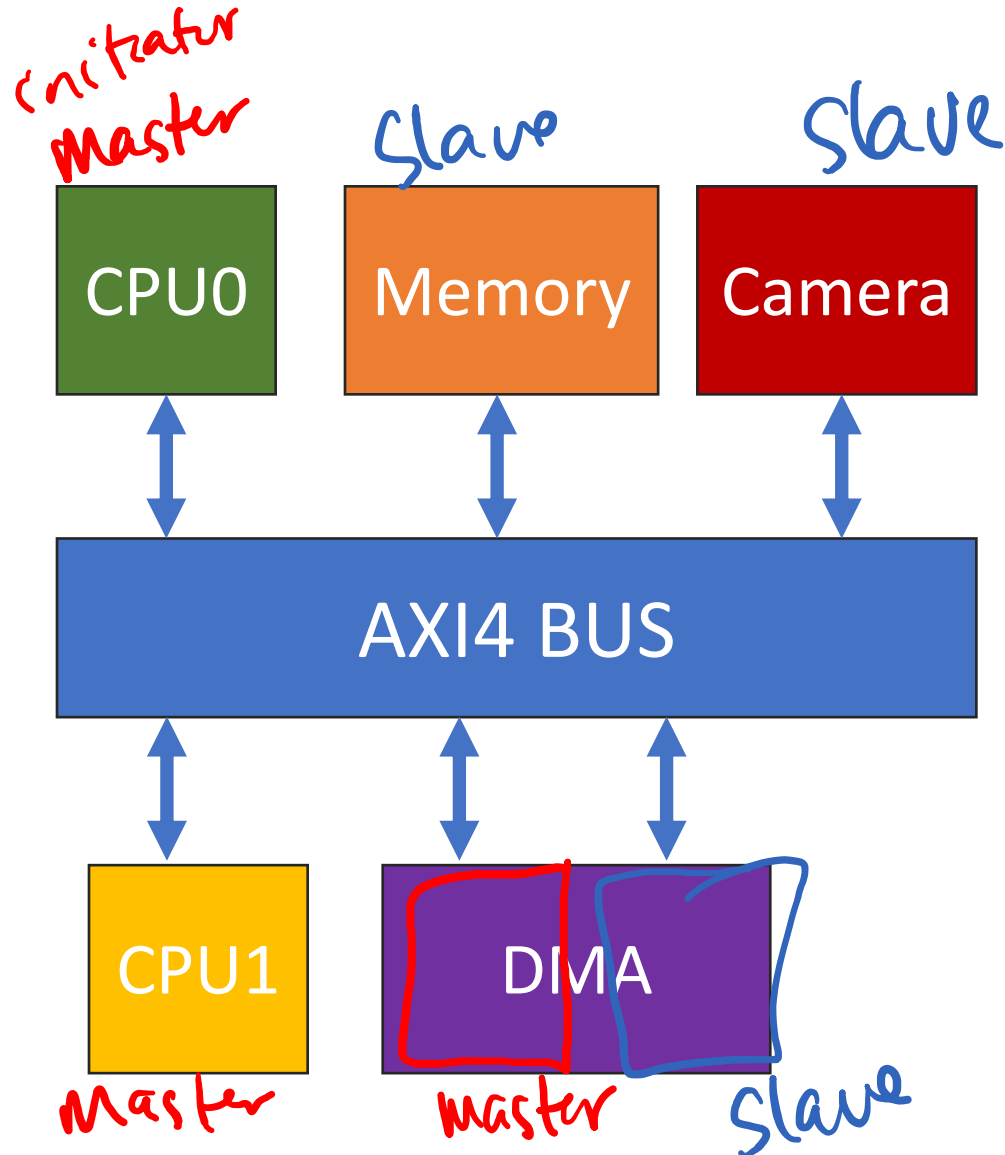 initiator
Master
slave
slave
CPU0
Memory
Camera
AXI4 BUS
CPU1
DMA
Master
master
slave